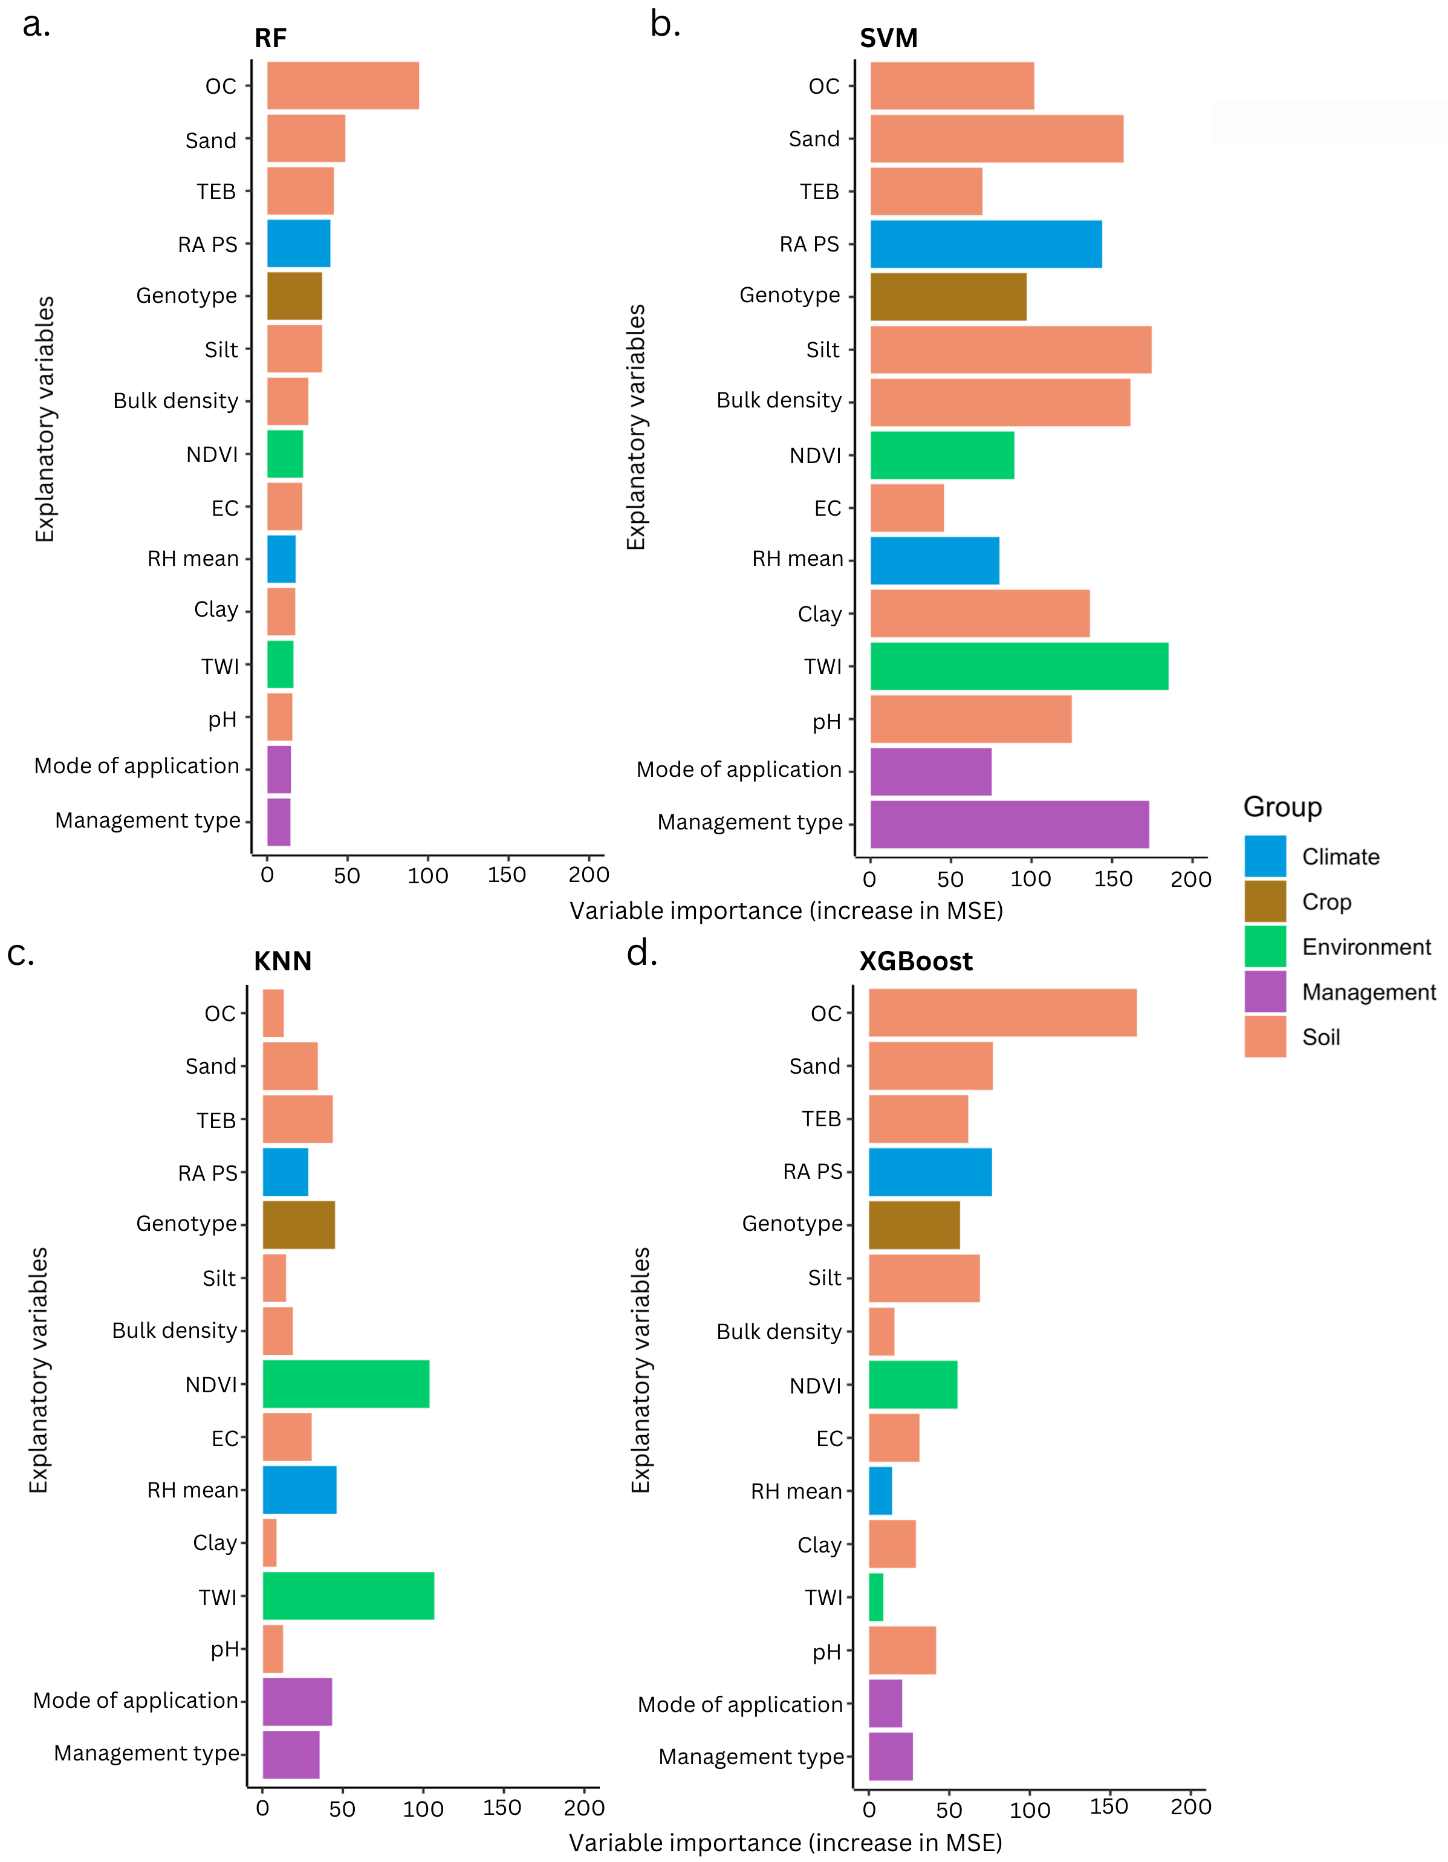 a.
RF
OC
Sand
TEB
RA PS
Genotype
Silt
Bulk density
NDVI
EC
RH mean
Clay
TWI
pH
Mode of application
Management type
Explanatory variables
0 50 100 150 200
b.
SVM
OC
Sand
TEB
RA PS
Genotype
Silt
Bulk density
NDVI
EC
RH mean
Clay
TWI
pH
Mode of application
Management type
Explanatory variables
0 50 100 150 200
Variable importance (increase in MSE)
Group
Climate
Crop
Environment
Management
Soil
c.
KNN
OC
Sand
TEB
RA PS
Genotype
Silt
Bulk density
NDVI
EC
RH mean
Clay
TWI
pH
Mode of application
Management type
Explanatory variables
0 50 100 150 200
d.
XGBoost
OC
Sand
TEB
RA PS
Genotype
Silt
Bulk density
NDVI
EC
RH mean
Clay
TWI
pH
Mode of application
Management type
Explanatory variables
0 50 100 150 200
Variable importance (increase in MSE)